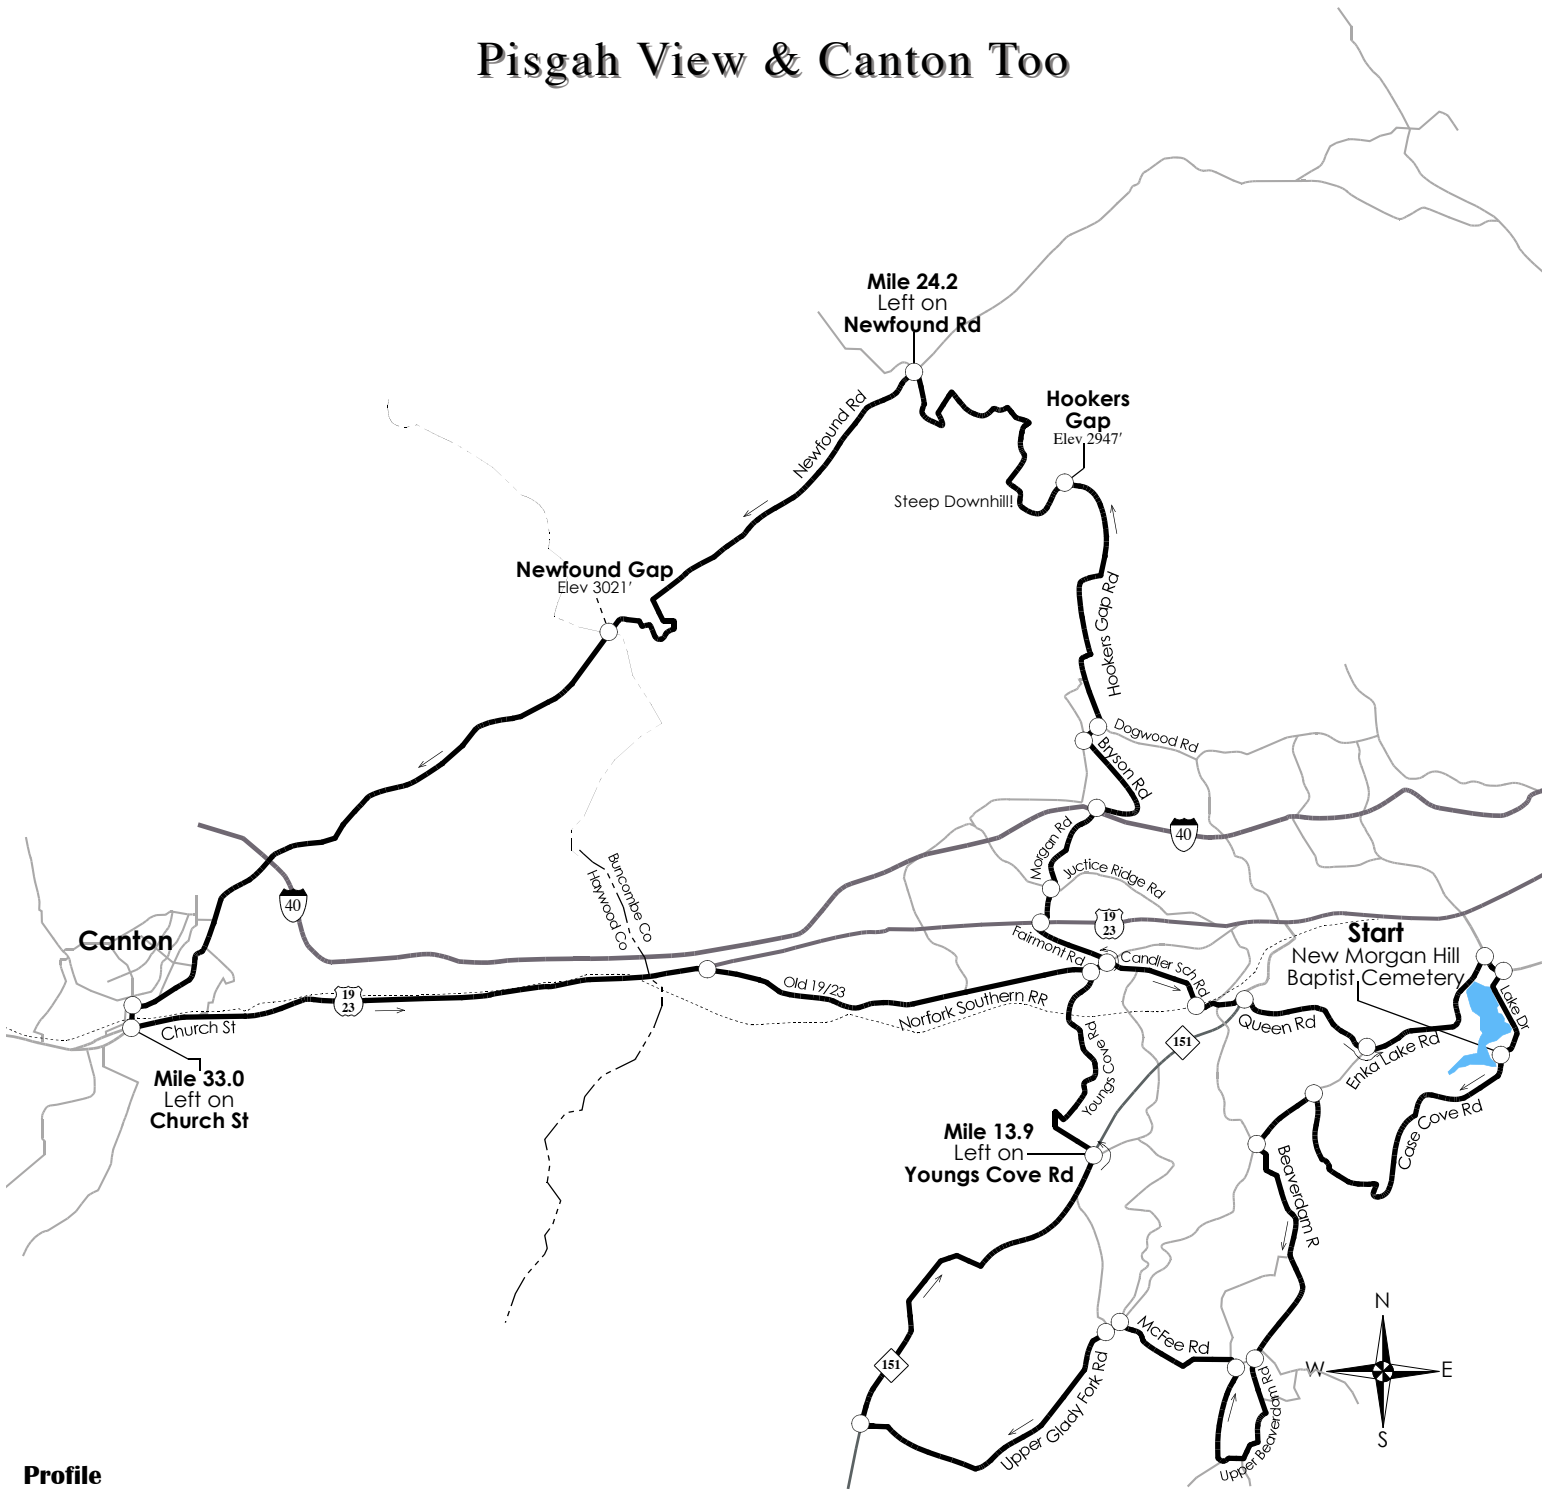 Pisgah View & Canton Too
Mile 24.2
Left on
Newfound Rd
Hookers
Gap
Elev 2947'
Newfound Rd
Steep Downhill!
Newfound Gap
Elev 3021'
Hookers Gap Rd
Dogwood Rd
Bryson Rd
40
Morgan Rd
Juctice Ridge Rd
Buncombe Co
Haywood Co
40
19
23
Canton
Start
New Morgan Hill
Baptist Cemetery
Fairmont Rd
Candler Sch Rd
Old 19/23
19
23
Norfork Southern RR
Church St
Lake Dr
Queen Rd
151
Enka Lake Rd
Youngs Cove Rd
Mile 33.0
Left on
Church St
Case Cove Rd
Mile 13.9
Left on
Youngs Cove Rd
Beaverdam R
McFee Rd
N
W
E
S
151
Upper Glady Fork Rd
Upper Beaverdam Rd
Profile